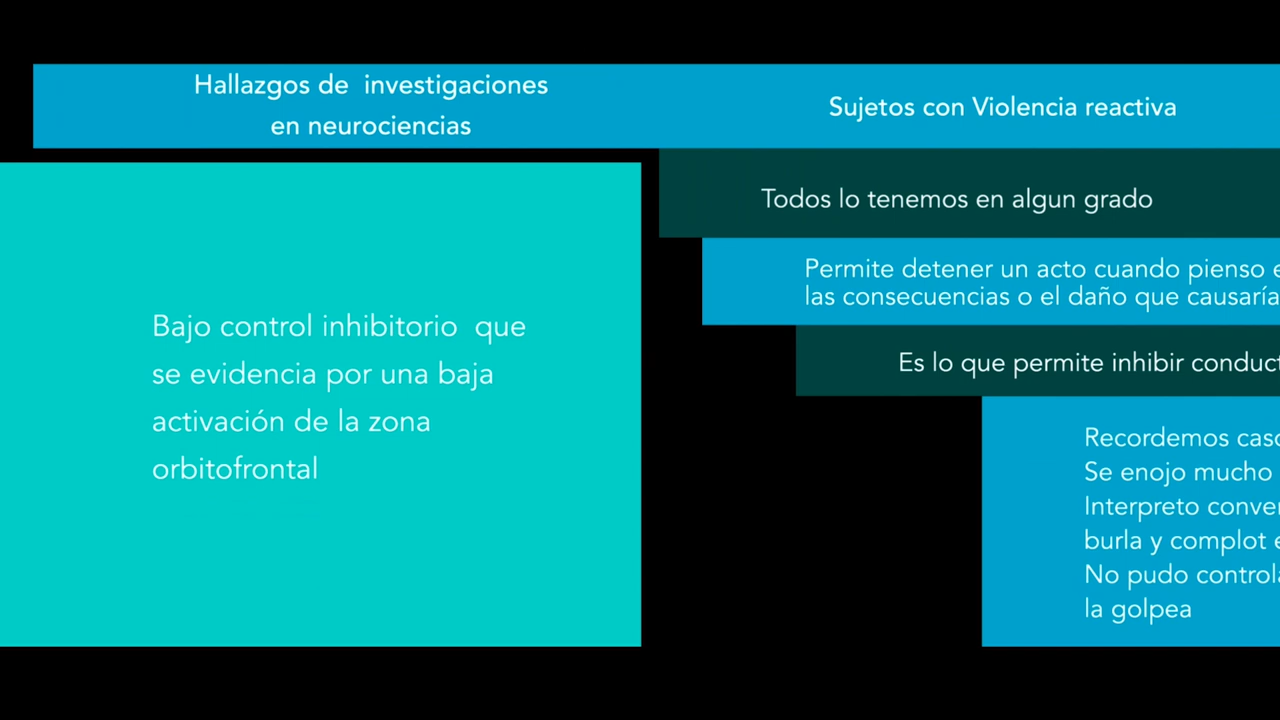 Hallazgos de investigaciones
en neurociencias
Sujetos con Violencia reactiva
Bajo control inhibitorio que
se evidencia por una baja
activación de la zona
orbitofrontal
Todos lo tenemos en algun grado
Permite detener un acto cuando pienso
las consecuencias o el daño que causaría
Es lo que permite inhibir
Recordemos
Se enojo mucho
Interpreto
burla y complot
No pudo
la golpea